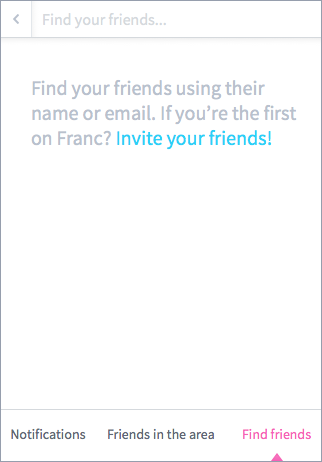 Find your friends...
Find your friends using their
name or email. If you’re the first
on Franc? Invite your friends!
Notifications
Friends in the area
Find friends